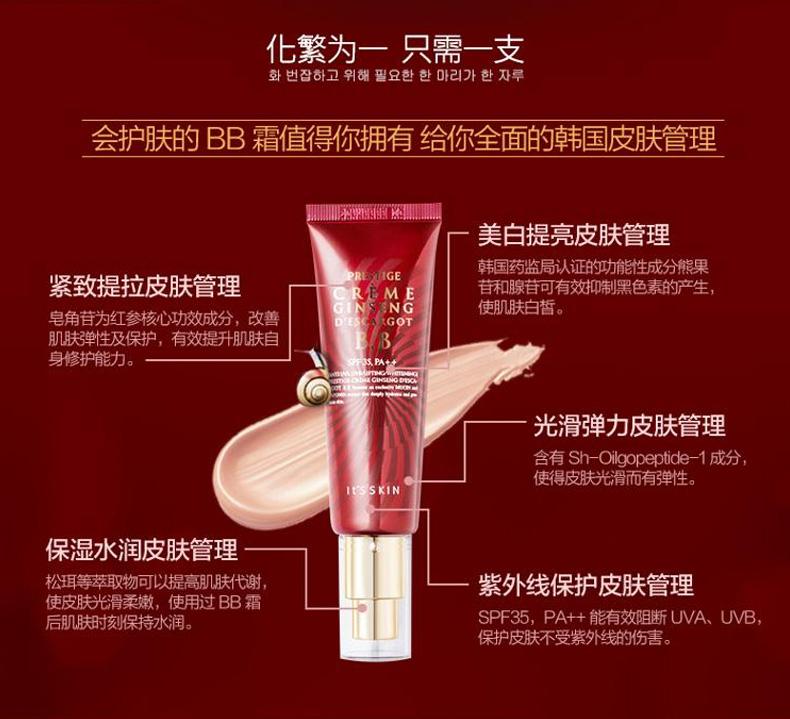 化繁为一 只需一支
화 번잡하고 위해 필요한 한 마리가 한 자루
会护肤的 BB 霜值得你拥有 给你全面的韩国皮肤管理
美白提亮皮肤管理
韩国药监局认证的功能性成分熊果
苷和腺苷可有效抑制黑色素的产生，
使肌肤白皙。
紧致提拉皮肤管理
皂角苷为红参核心功效成分，改善
肌肤弹性及保护，有效提升肌肤自
身修护能力。
PRESTIGE
CRÈME
GINSENG
D'ESCARGOT
BB
SPF35, PA++
光滑弹力皮肤管理
含有 Sh-Oilgopeptide-1 成分，
使得皮肤光滑而有弹性。
It'S SKIN
保湿水润皮肤管理
松珥等萃取物可以提高肌肤代谢，
使皮肤光滑柔嫩，使用过 BB 霜
后肌肤时刻保持水润。
紫外线保护皮肤管理
SPF35，PA++ 能有效阻断 UVA、UVB，
保护皮肤不受紫外线的伤害。